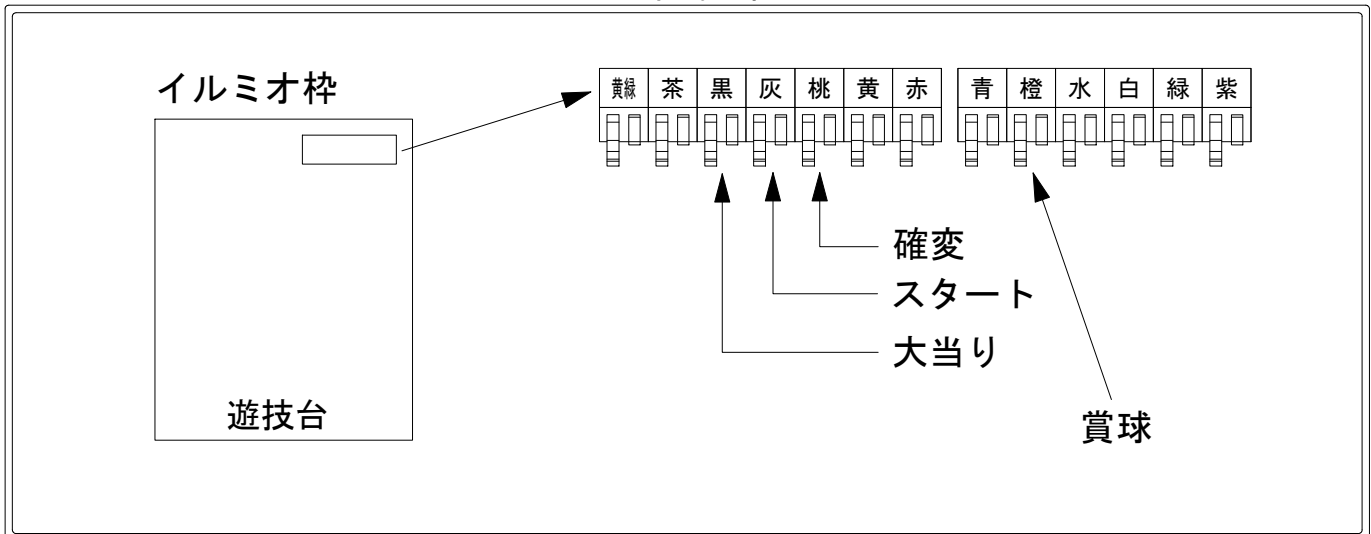 イルミオ枠
黄緑 茶 黒 灰 桃 黄 赤 青 橙 水 白 緑 紫
確変
スタート
大当り
遊技台
賞球